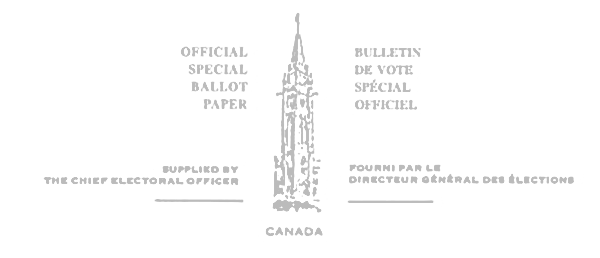 OFFICIAL
SPECIAL
BALLOT
PAPER
BULLETIN
DE VOTE
SPÉCIAL
OFFICIEL
SUPPLIED BY
THE CHIEF ELECTORAL OFFICER
FOURNI PAR LE
DIRECTEUR GÉNÉRAL DES ÉLECTIONS
CANADA